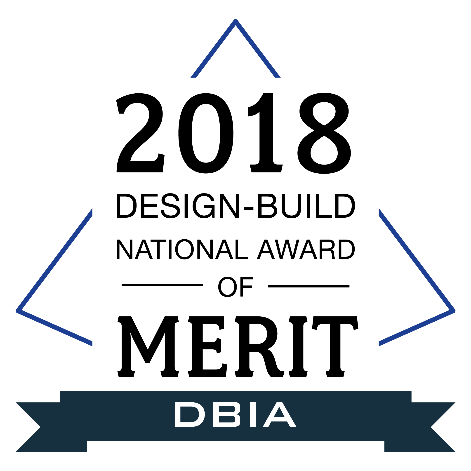 2018
DESIGN-BUILD
NATIONAL AWARD
OF
MERIT
DBIA